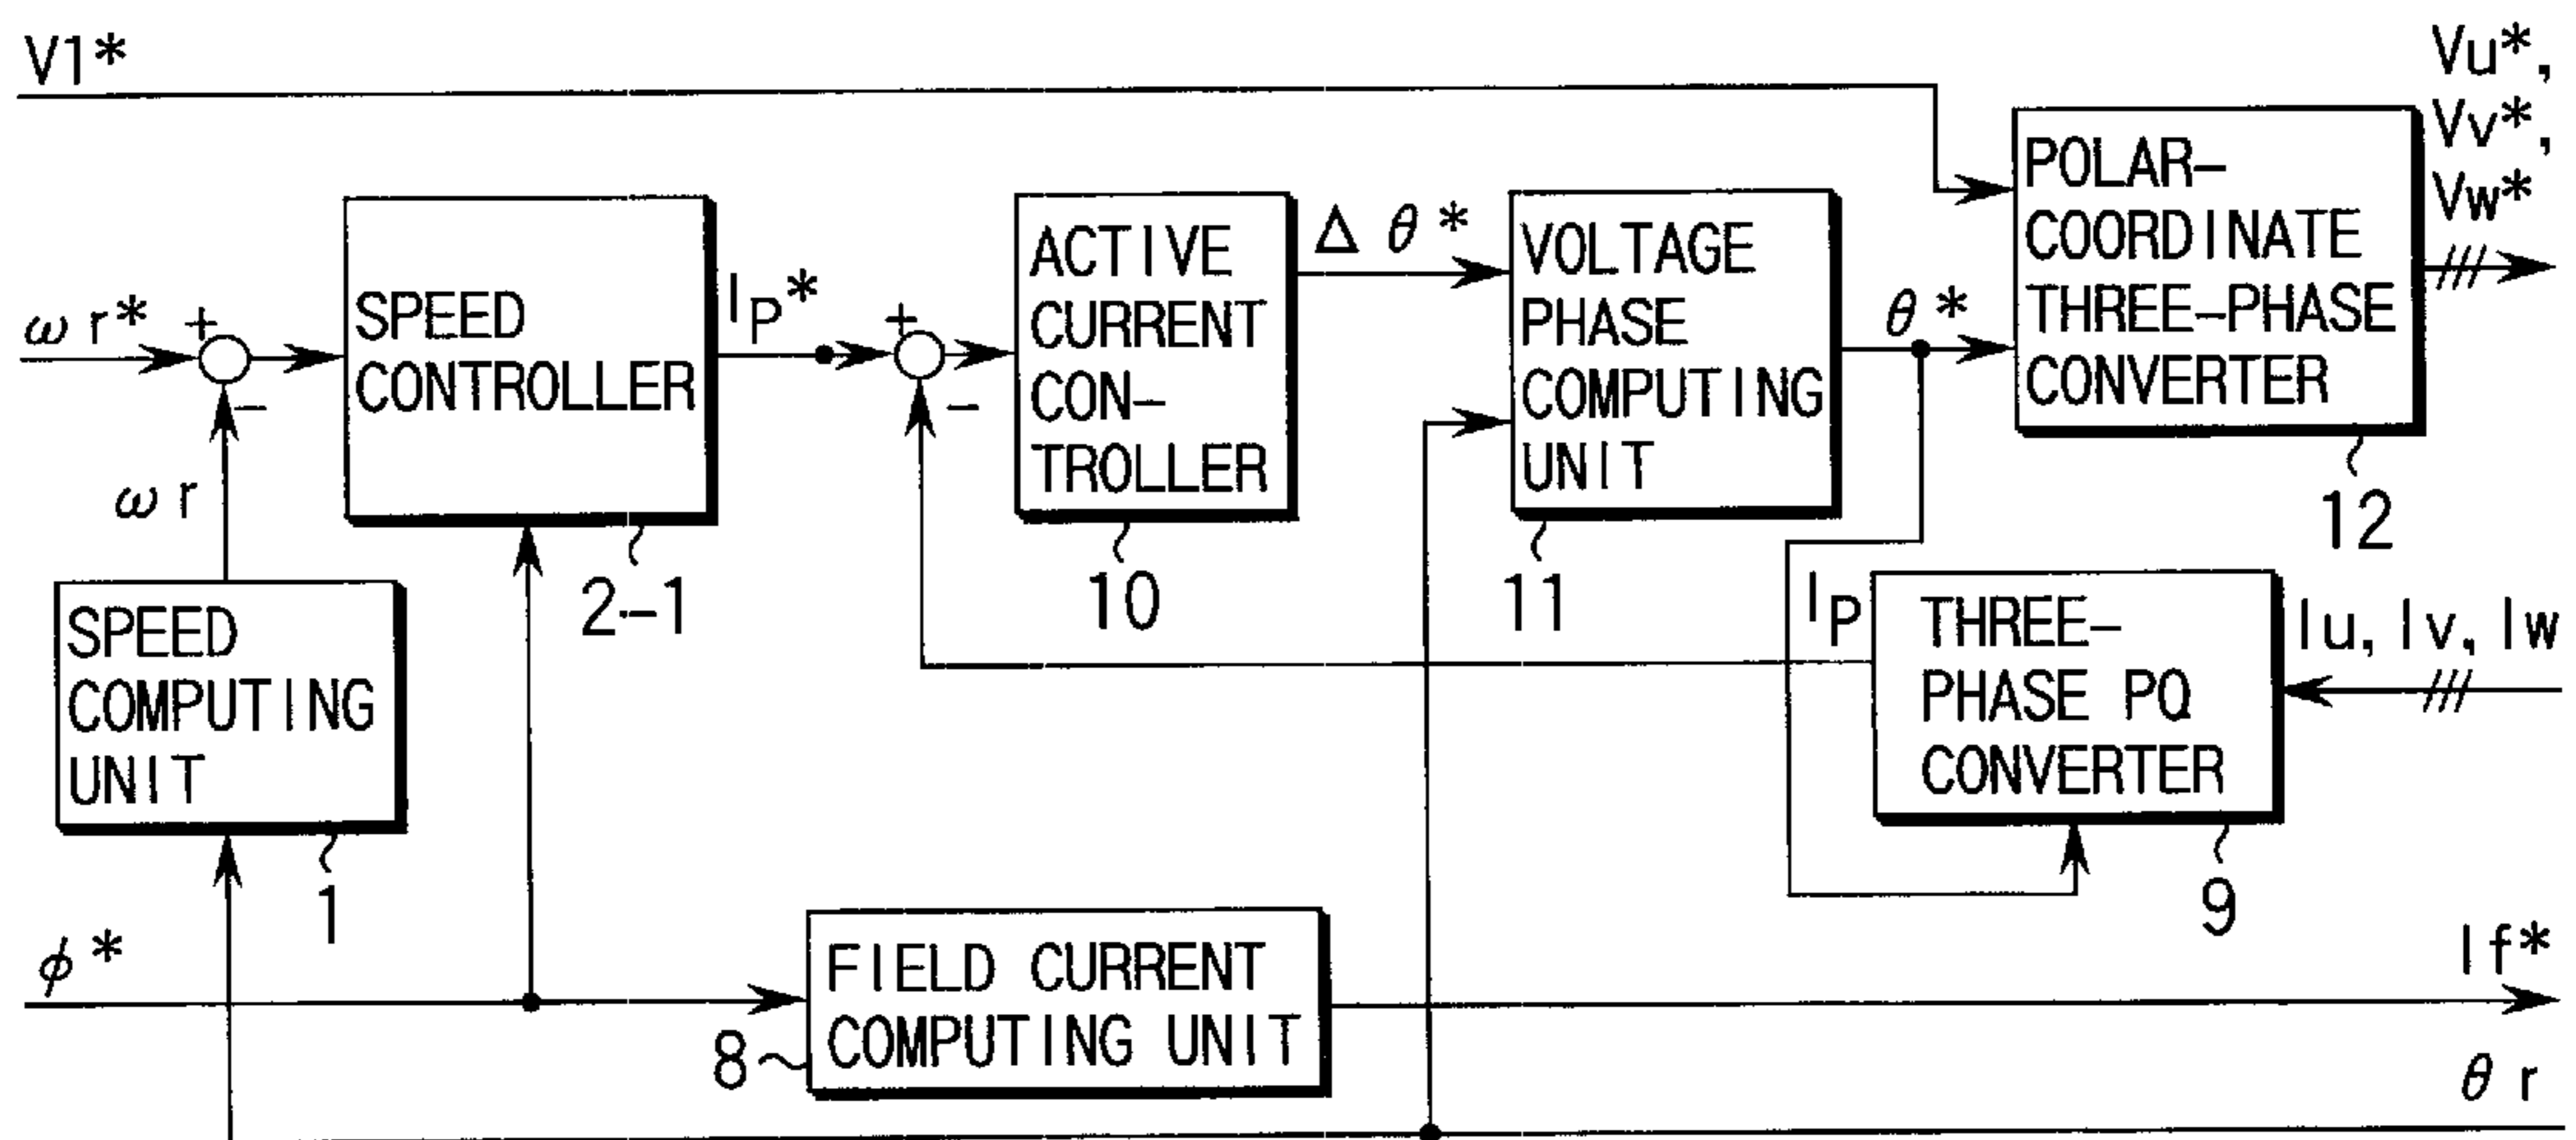 V1*
Vu*,
Vv*,
Vw*
POLAR-
COORDINATE
THREE-PHASE
CONVERTER
12
ωr*
+
-
SPEED
CONTROLLER
2-1
IP*
+
-
ACTIVE
CURRENT
CON-
TROLLER
10
Δθ*
VOLTAGE
PHASE
COMPUTING
UNIT
11
θ*
ωr
SPEED
COMPUTING
UNIT
1
IP
THREE-
PHASE PQ
CONVERTER
9
Iu, Iv, Iw
φ*
FIELD CURRENT
COMPUTING UNIT
8
If*
θr